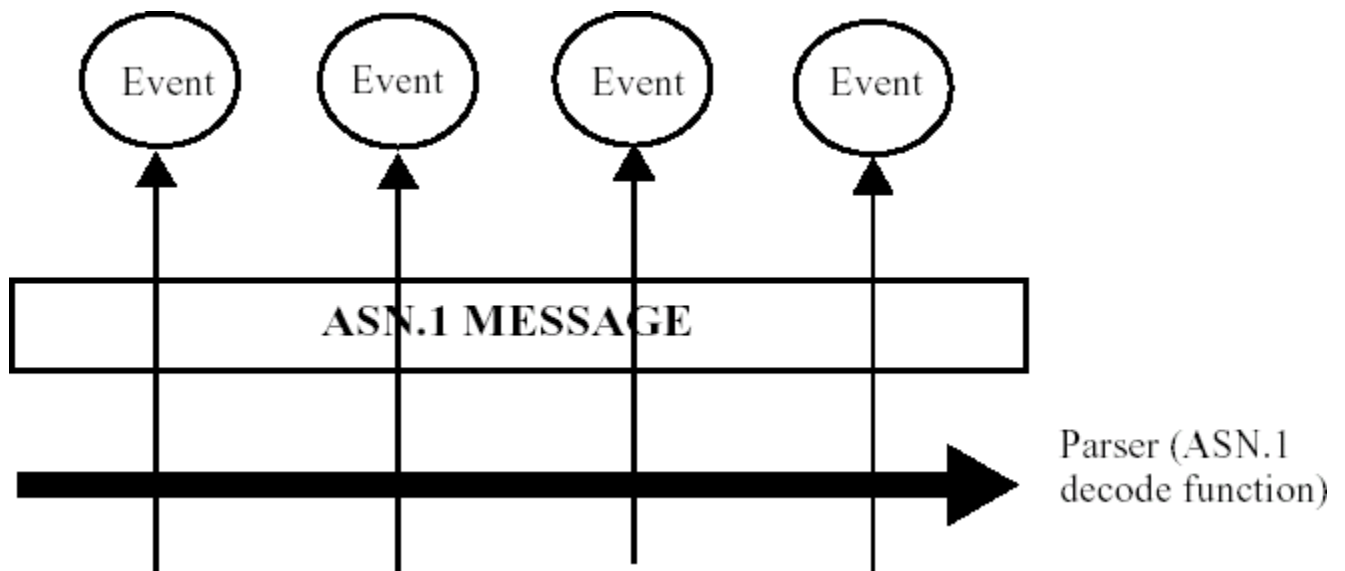 Event
Event
Event
Event
ASN.1 MESSAGE
Parser (ASN.1
decode function)